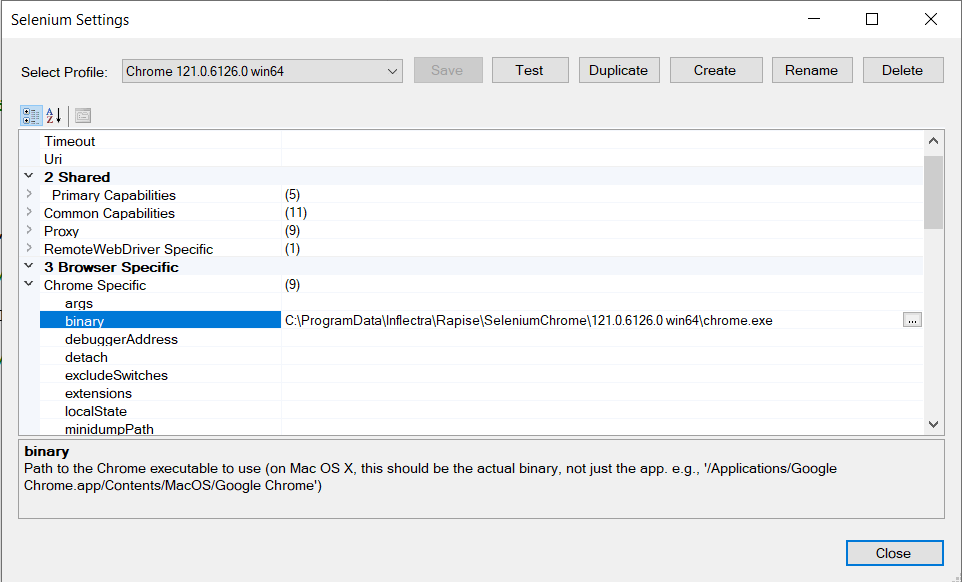 Selenium Settings
Select Profile: Chrome 121.0.6126.0 win64 Save Test Duplicate Create Rename Delete
Timeout
Uri
2 Shared
Primary Capabilities (5)
Common Capabilities (11)
Proxy (9)
RemoteWebDriver Specific (1)
3 Browser Specific
Chrome Specific (9)
args
binary C:\ProgramData\Inflectra\Rapise\SeleniumChrome\121.0.6126.0 win64\chrome.exe ...
debuggerAddress
detach
excludeSwitches
extensions
localState
minidumpPath
binary
Path to the Chrome executable to use (on Mac OS X, this should be the actual binary, not just the app. e.g., '/Applications/Google
Chrome.app/Contents/MacOS/Google Chrome')
Close